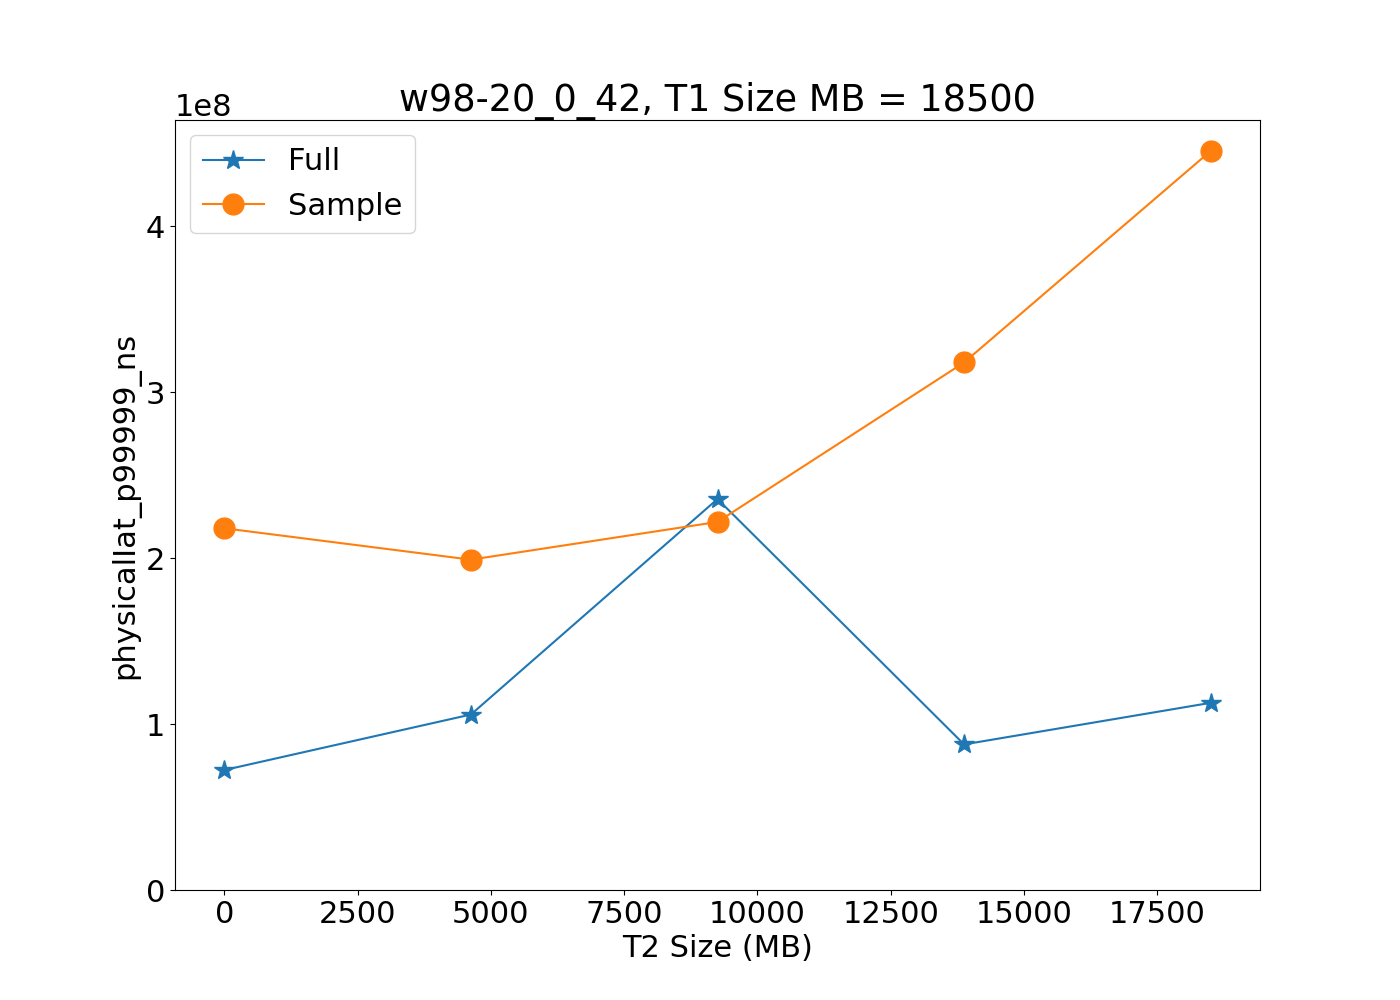 w98-20_0_42, T1 Size MB = 18500
1e8
Full
Sample
4
3
2
1
0
physicallat_p99999_ns
0 2500 5000 7500 10000 12500 15000 17500
T2 Size (MB)